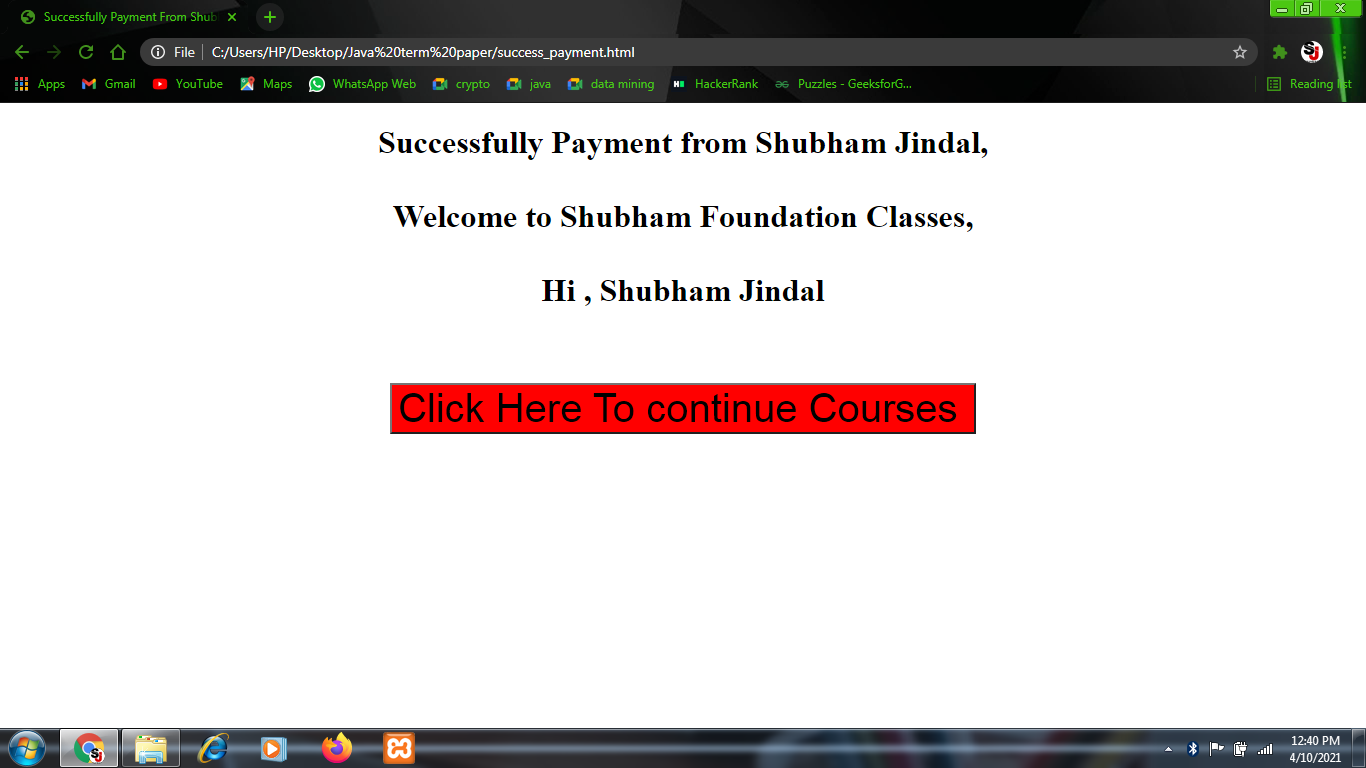 Successfully Payment From Shub
File
C:/Users/HP/Desktop/Java%20term%20paper/success_payment.html
Apps
Gmail
YouTube
Maps
WhatsApp Web
crypto
java
data mining
HackerRank
Puzzles - GeeksforG...
Reading list
Successfully Payment from Shubham Jindal,
Welcome to Shubham Foundation Classes,
Hi , Shubham Jindal
Click Here To continue Courses
12:40 PM
4/10/2021